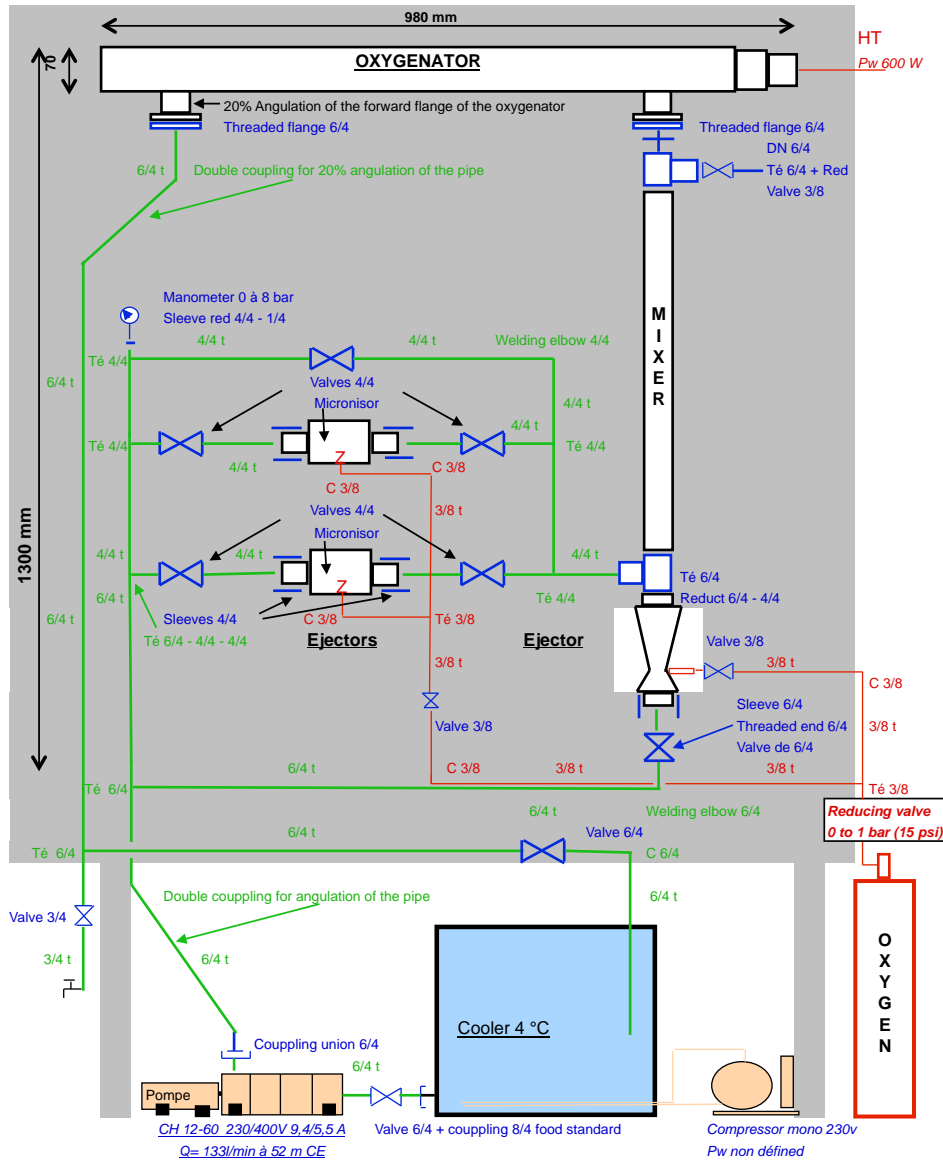 980 mm
HT
Pw 600 W
70
OXYGENATOR
20% Angulation of the forward flange of the oxygenator
Threaded flange 6/4
Threaded flange 6/4
DN 6/4
Té 6/4 + Red
Valve 3/8
6/4 t
Double coupling for 20% angulation of the pipe
Manometer 0 à 8 bar
Sleeve red 4/4 - 1/4
MIXER
4/4 t
4/4 t
Welding elbow 4/4
Té 4/4
6/4 t
Valves 4/4
Micronisor
4/4 t
4/4 t
Té 4/4
Té 4/4
4/4 t
C 3/8
C 3/8
3/8 t
Valves 4/4
Micronisor
1300 mm
4/4 t
4/4 t
4/4 t
6/4 t
6/4 t
Té 6/4
Reduct 6/4 - 4/4
Té 4/4
Sleeves 4/4
C 3/8
Té 3/8
Té 6/4 - 4/4 - 4/4
Ejectors
Ejector
Valve 3/8
3/8 t
3/8 t
C 3/8
Sleeve 6/4
Threaded end 6/4
Valve de 6/4
Valve 3/8
3/8 t
6/4 t
C 3/8
3/8 t
3/8 t
Té 6/4
Té 3/8
6/4 t
Welding elbow 6/4
Reducing valve
0 to 1 bar (15 psi)
6/4 t
Valve 6/4
Té 6/4
C 6/4
Double coupling for angulation of the pipe
6/4 t
Valve 3/4
3/4 t
6/4 t
OXYGEN
Cooler 4 °C
Couppling union 6/4
6/4 t
Pompe
CH 12-60 230/400V 9,4/5,5 A
Q= 133l/min à 52 m CE
Valve 6/4 + couppling 8/4 food standard
Compressor mono 230v
Pw non défined